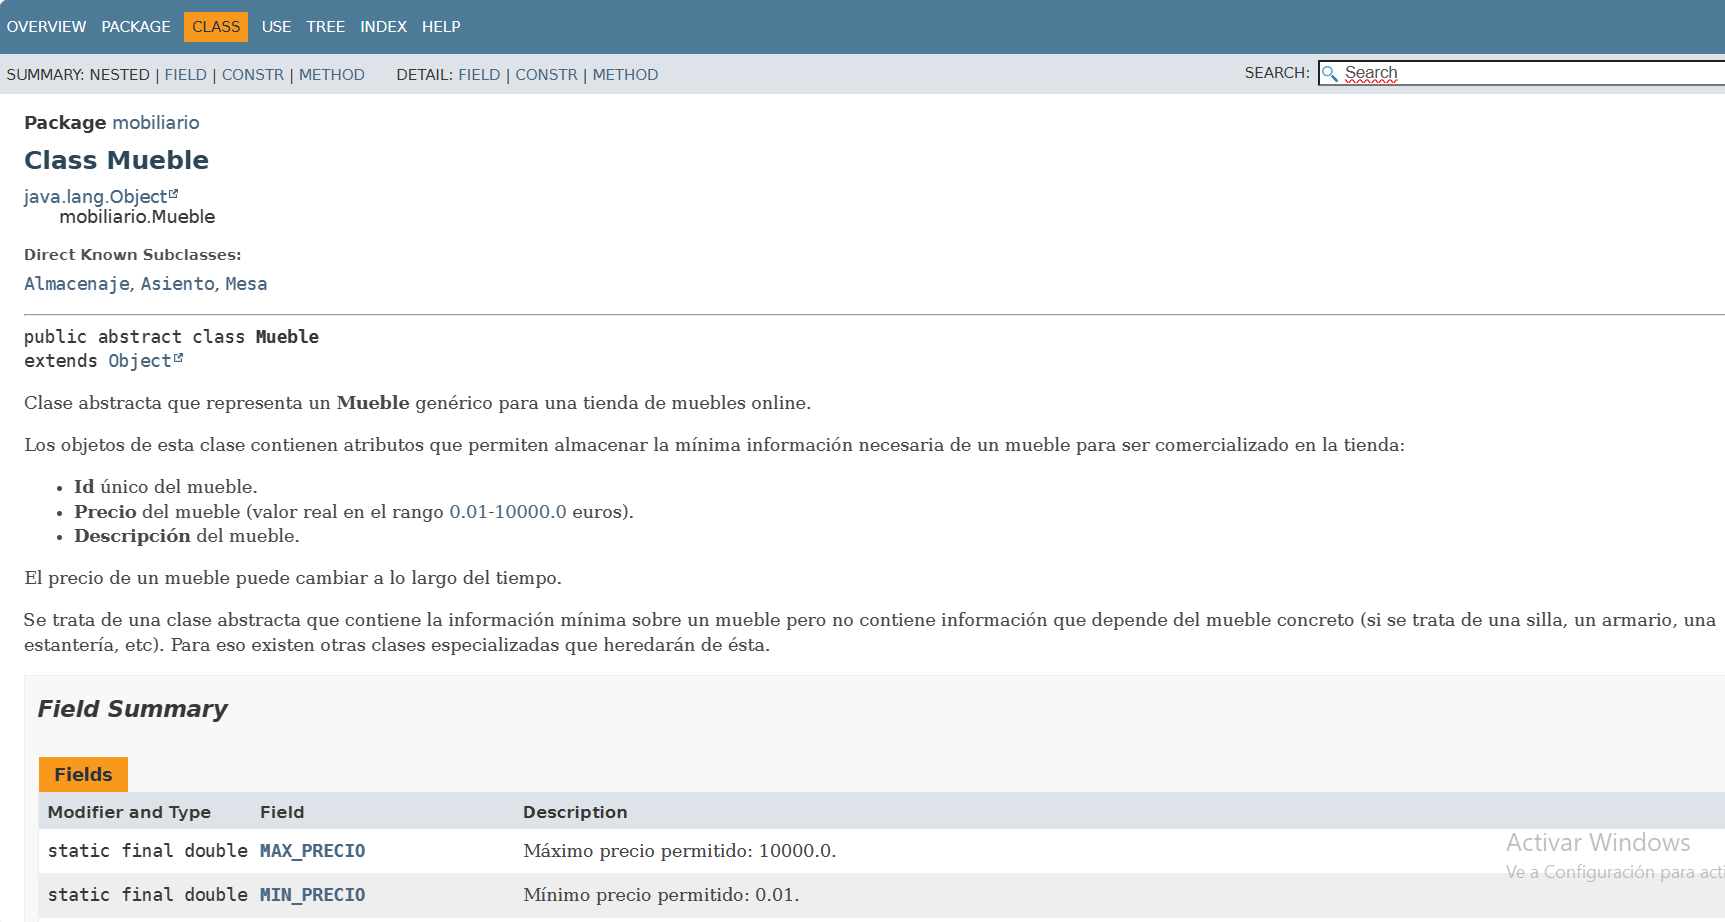 OVERVIEW PACKAGE CLASS USE TREE INDEX HELP
SUMMARY: NESTED | FIELD | CONSTR | METHOD DETAIL: FIELD | CONSTR | METHOD SEARCH: Search
Package mobiliario
Class Mueble
java.lang.Object
mobiliario.Mueble
Direct Known Subclasses:
Almacenaje, Asiento, Mesa
public abstract class Mueble
extends Object
Clase abstracta que representa un Mueble genérico para una tienda de muebles online.
Los objetos de esta clase contienen atributos que permiten almacenar la mínima información necesaria de un mueble para ser comercializado en la tienda:
• Id único del mueble.
• Precio del mueble (valor real en el rango 0.01-10000.0 euros).
• Descripción del mueble.
El precio de un mueble puede cambiar a lo largo del tiempo.
Se trata de una clase abstracta que contiene la información mínima sobre un mueble pero no contiene información que depende del mueble concreto (si se trata de una silla, un armario, una
estantería, etc). Para eso existen otras clases especializadas que heredarán de ésta.
Field Summary
Fields
Modifier and Type Field Description
static final double MAX_PRECIO Máximo precio permitido: 10000.0.
static final double MIN_PRECIO Mínimo precio permitido: 0.01.
Activar Windows
Ve a Configuración para acti